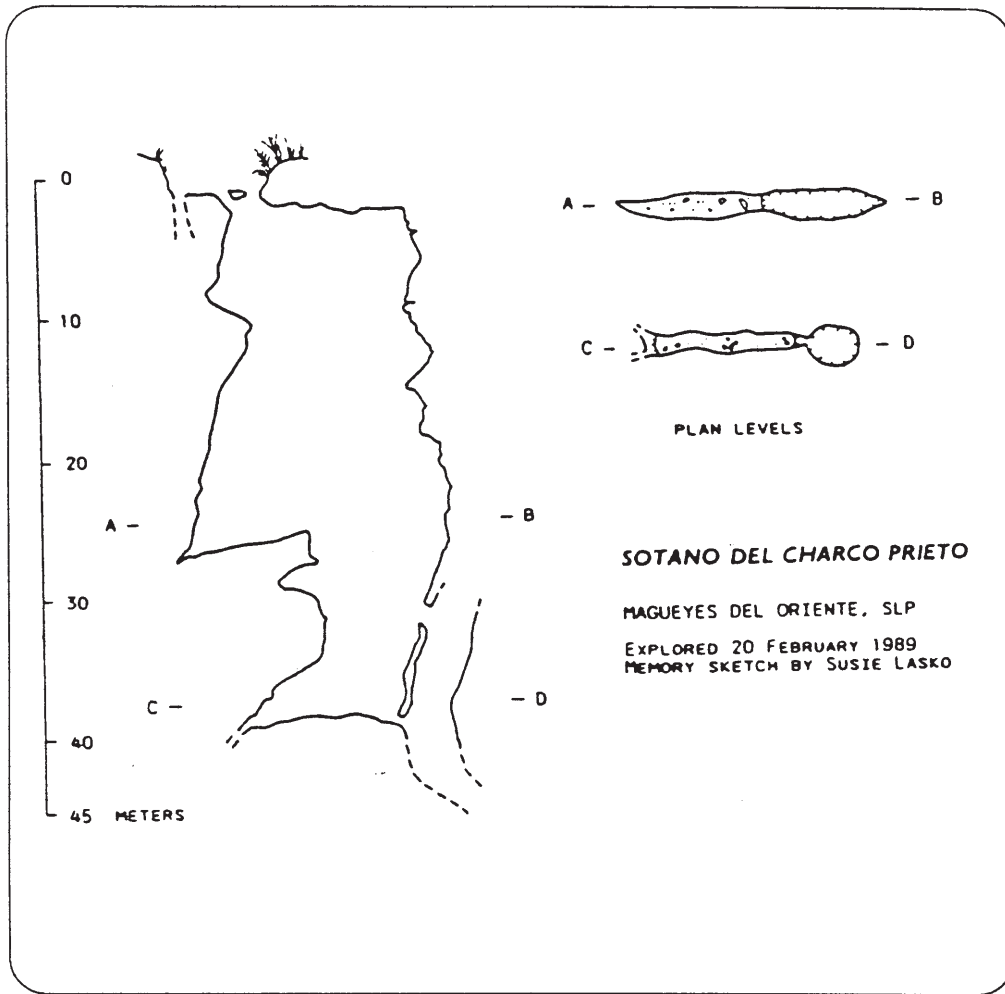 0
10
20
30
40
45 METERS
A –
– B
C –
– D
A –
– B
C –
– D
PLAN LEVELS
SOTANO DEL CHARCO PRIETO
MAGUEYES DEL ORIENTE, SLP
EXPLORED 20 FEBRUARY 1989
MEMORY SKETCH BY SUSIE LASKO